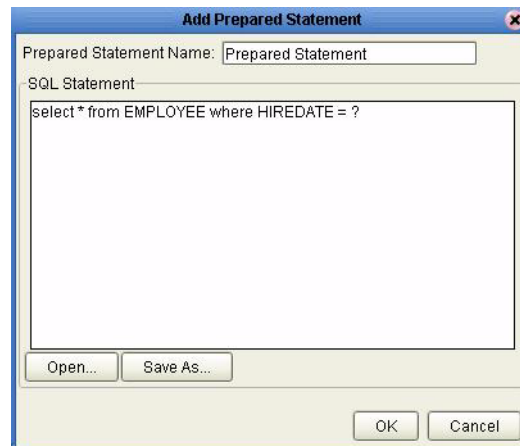 Add Prepared Statement
Prepared Statement Name: Prepared Statement
SQL Statement
select * from EMPLOYEE where HIREDATE = ?
Open... Save As...
OK Cancel